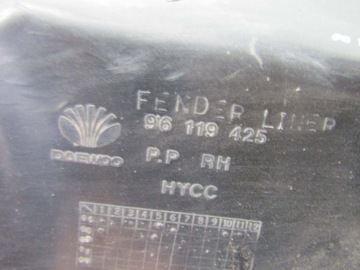 FENDER LINER
96 119 425
DAEWOO
P.P RH
HYCC
1 2 3 4 5 6 7 8 9 10 11 12